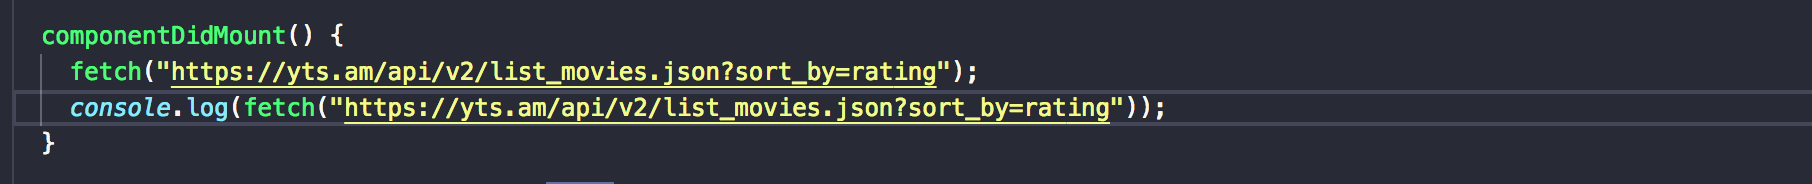 componentDidMount() {
fetch("https://yts.am/api/v2/list_movies.json?sort_by=rating");
console.log(fetch("https://yts.am/api/v2/list_movies.json?sort_by=rating"));
}